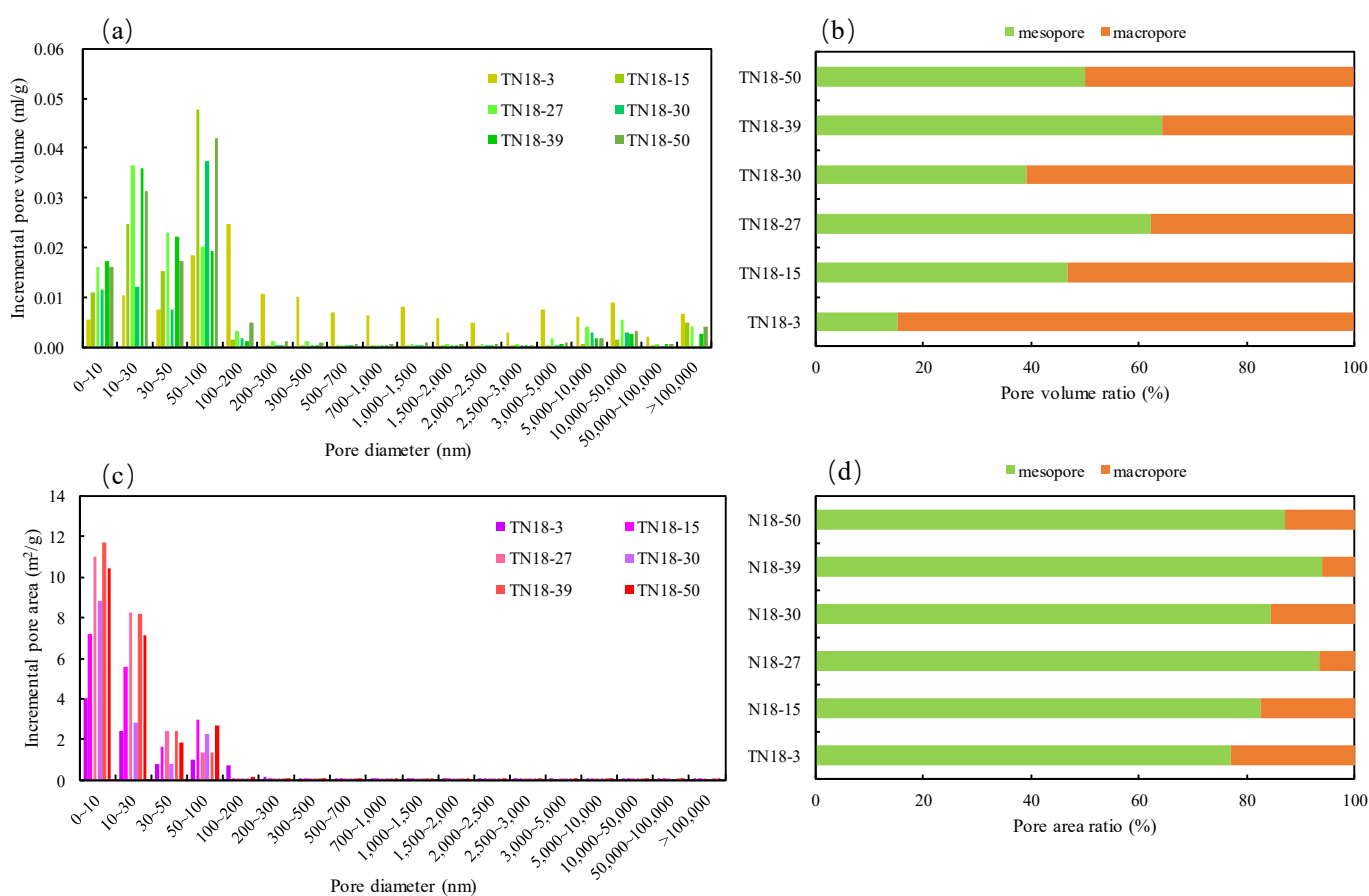 (a)
Incremental pore volume (ml/g)
0.06
0.05
0.04
0.03
0.02
0.01
0.00
TN18-3 TN18-15
TN18-27 TN18-30
TN18-39 TN18-50
0~10 10~30 30~50 50~100 100~200 200~300 300~500 500~700 700~1,000 1,000~1,500 1,500~2,000 2,000~2,500 2,500~3,000 3,000~5,000 5,000~10,000 10,000~50,000 50,000~100,000 >100,000
Pore diameter (nm)
(b)
mesopore macropore
TN18-50
TN18-39
TN18-30
TN18-27
TN18-15
TN18-3
0 20 40 60 80 100
Pore volume ratio (%)
(c)
Incremental pore area (m²/g)
14
12
10
8
6
4
2
0
TN18-3 TN18-15
TN18-27 TN18-30
TN18-39 TN18-50
0~10 10~30 30~50 50~100 100~200 200~300 300~500 500~700 700~1,000 1,000~1,500 1,500~2,000 2,000~2,500 2,500~3,000 3,000~5,000 5,000~10,000 10,000~50,000 50,000~100,000 >100,000
Pore diameter (nm)
(d)
mesopore macropore
N18-50
N18-39
N18-30
N18-27
N18-15
TN18-3
0 20 40 60 80 100
Pore area ratio (%)